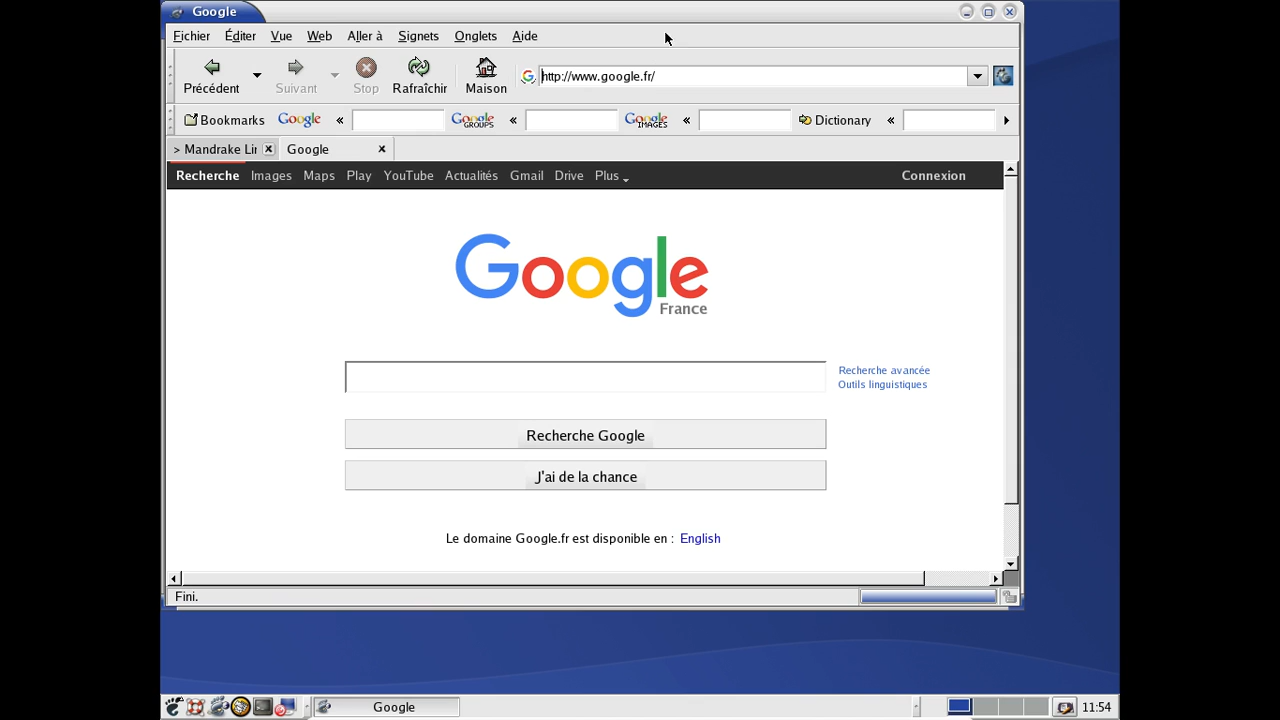 Google
Fichier Éditer Vue Web Aller à Signets Onglets Aide
Précédent Suivant Stop Rafraîchir Maison http://www.google.fr/
Bookmarks Google « Google GROUPS « Google IMAGES « Dictionary «
> Mandrake Lin Google
Recherche Images Maps Play YouTube Actualités Gmail Drive Plus Connexion
Google
France
Recherche avancée
Outils linguistiques
Recherche Google
J'ai de la chance
Le domaine Google.fr est disponible en : English
Fini.
Google 11:54